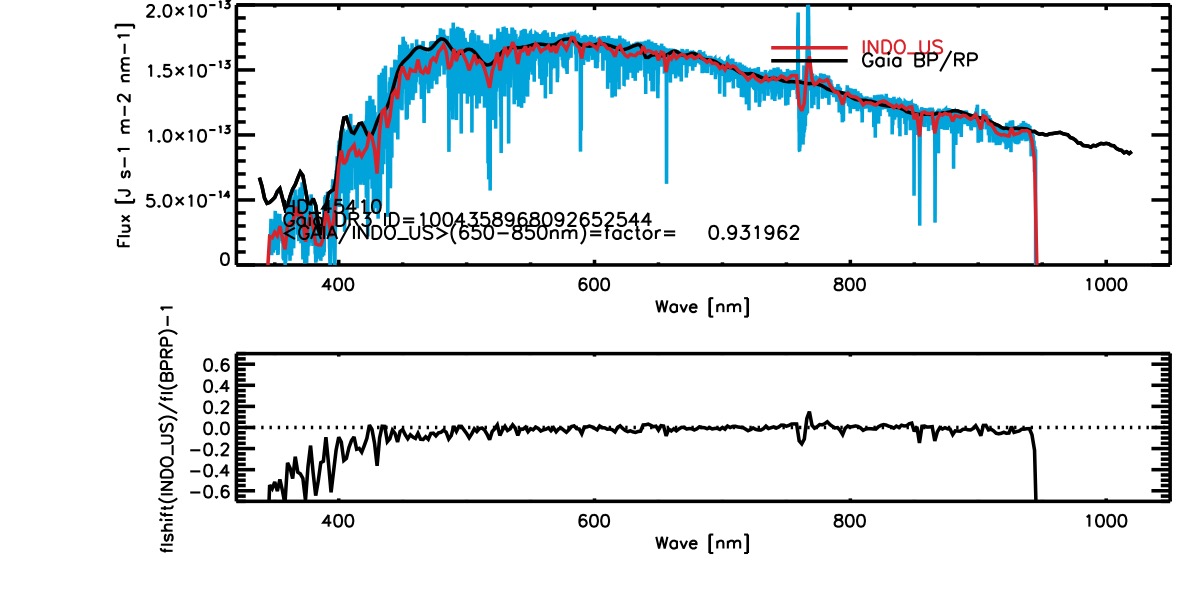 2.0×10−13
1.5×10−13
1.0×10−13
5.0×10−14
0
Flux [J s−1 m−2 nm−1]
INDO_US
Gaia BP/RP
HD 45410
Gaia DR3 ID=1004358968092652544
<GAIA/INDO_US>(650−850nm)=factor= 0.931962
400 600 800 1000
Wave [nm]
flshift(INDO_US)/fl(BPRP)−1
0.6
0.4
0.2
0.0
−0.2
−0.4
−0.6
400 600 800 1000
Wave [nm]